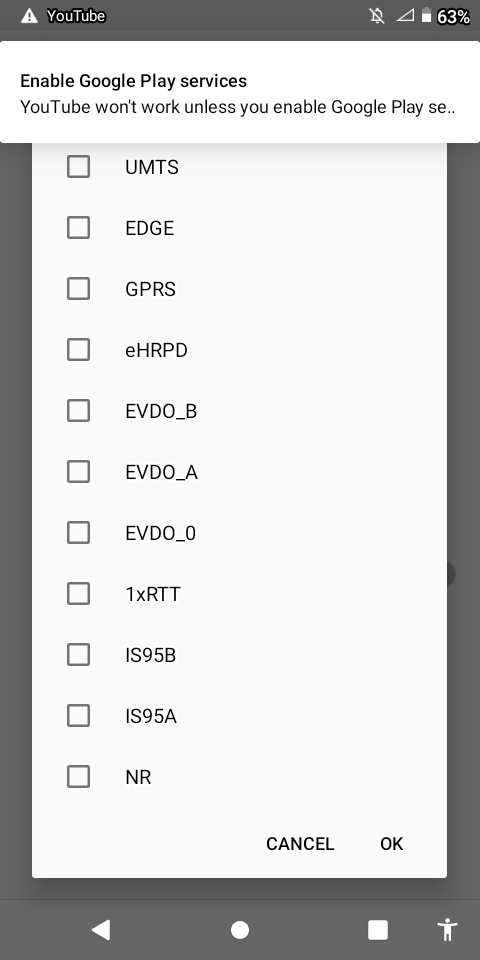 YouTube
63%
Enable Google Play services
YouTube won't work unless you enable Google Play se..
UMTS
EDGE
GPRS
eHRPD
EVDO_B
EVDO_A
EVDO_0
1xRTT
IS95B
IS95A
NR
CANCEL OK